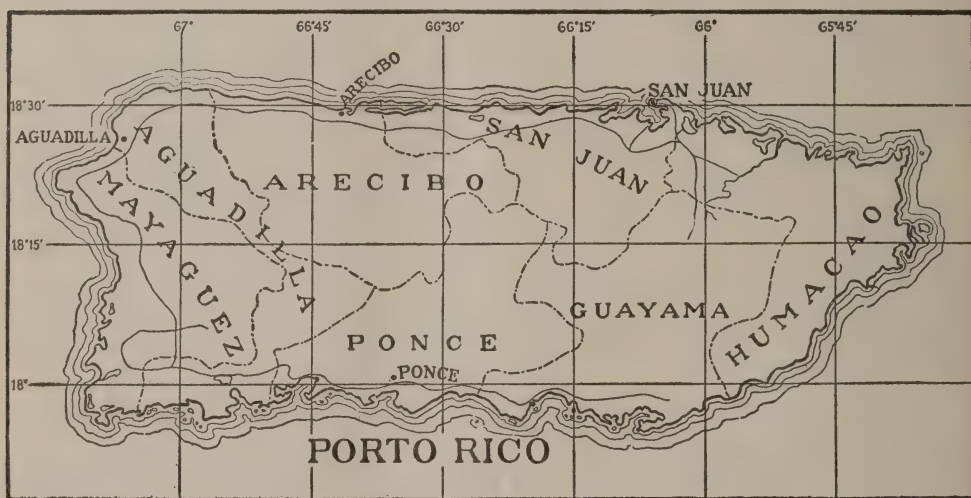 67° 66°45' 66°30' 66°15' 66° 65°45'
18°30'
ARECIBO
SAN JUAN
AGUADILLA
AGUADILLA
SAN JUAN
ARECIBO
MAYAGUEZ
18°15'
HUMACAO
GUAYAMA
PONCE
18°
PONCE
PORTO RICO